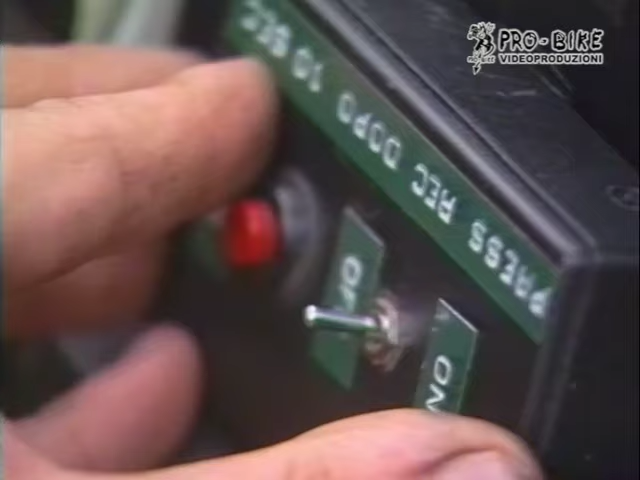 PRO-BIKE
VIDEOPRODUZIONI
PRESS REC DOPO 10 SEC
OFF
ON